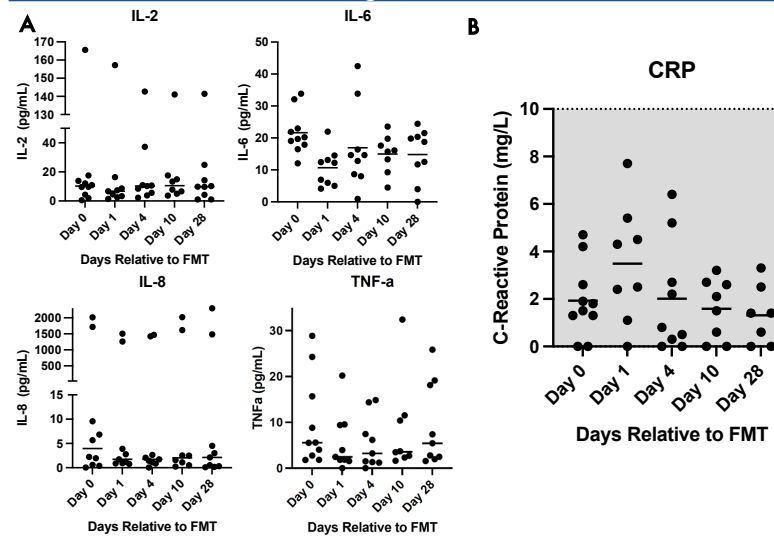 A
IL-2
IL-2 (pg/mL)
170
160
150
140
130
40
20
0
Day 0
Day 1
Day 4
Day 10
Day 28
Days Relative to FMT
IL-6
IL-6 (pg/mL)
50
40
30
20
10
0
Day 0
Day 1
Day 4
Day 10
Day 28
Days Relative to FMT
IL-8
IL-8 (pg/mL)
2000
1500
1000
500
15
10
5
0
Day 0
Day 1
Day 4
Day 10
Day 28
Days Relative to FMT
TNF-a
TNFa (pg/mL)
30
20
10
0
Day 0
Day 1
Day 4
Day 10
Day 28
Days Relative to FMT
B
CRP
C-Reactive Protein (mg/L)
10
8
6
4
2
0
Day 0
Day 1
Day 4
Day 10
Day 28
Days Relative to FMT